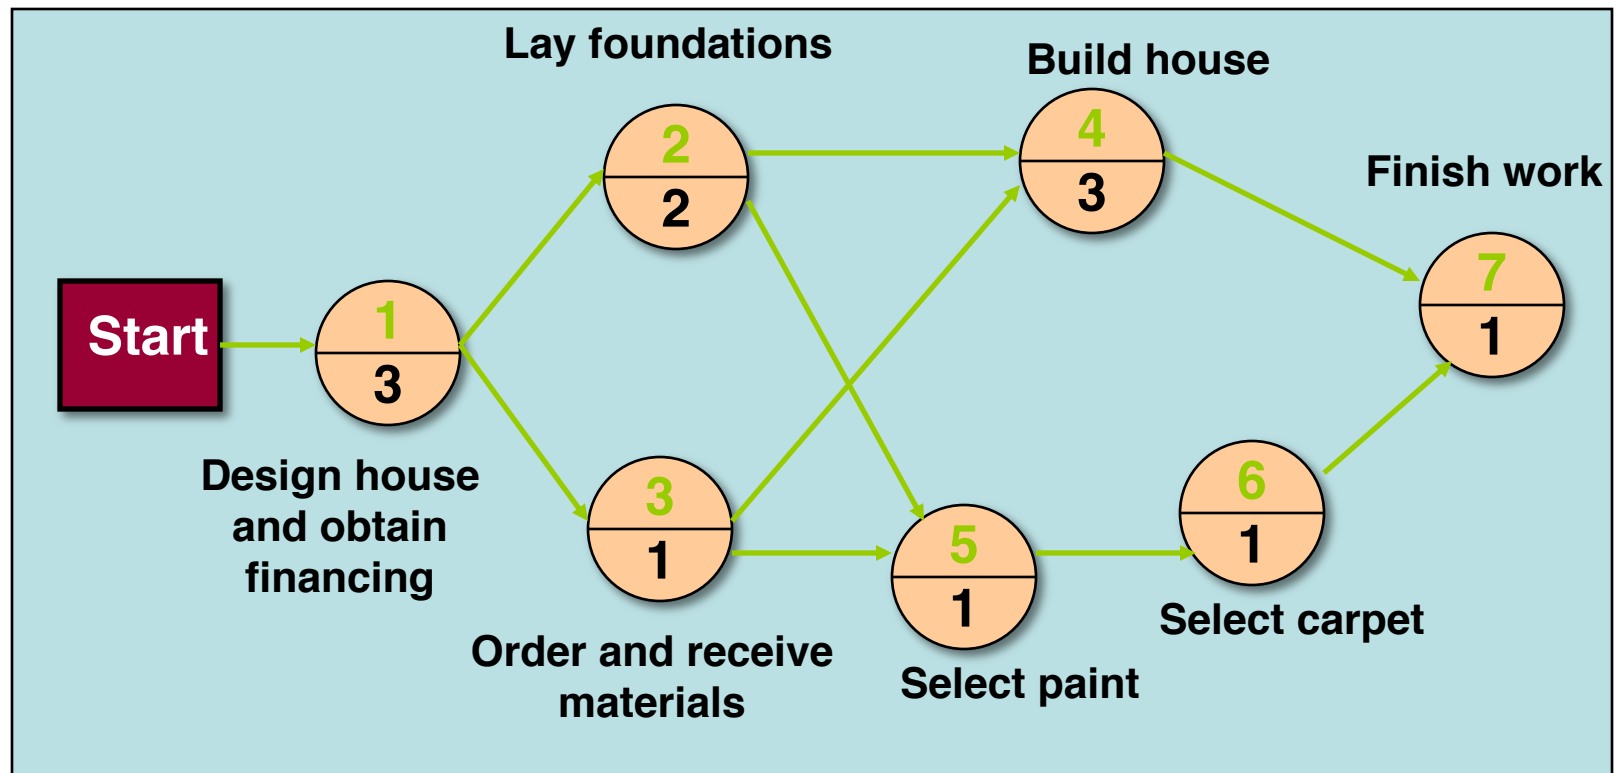 Lay foundations
Build house
Finish work
2
2
4
3
7
1
Start
1
3
Design house
and obtain
financing
3
1
Order and receive
materials
5
1
Select paint
6
1
Select carpet